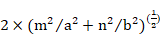 2 × (m²/a² + n²/b²)^(½)